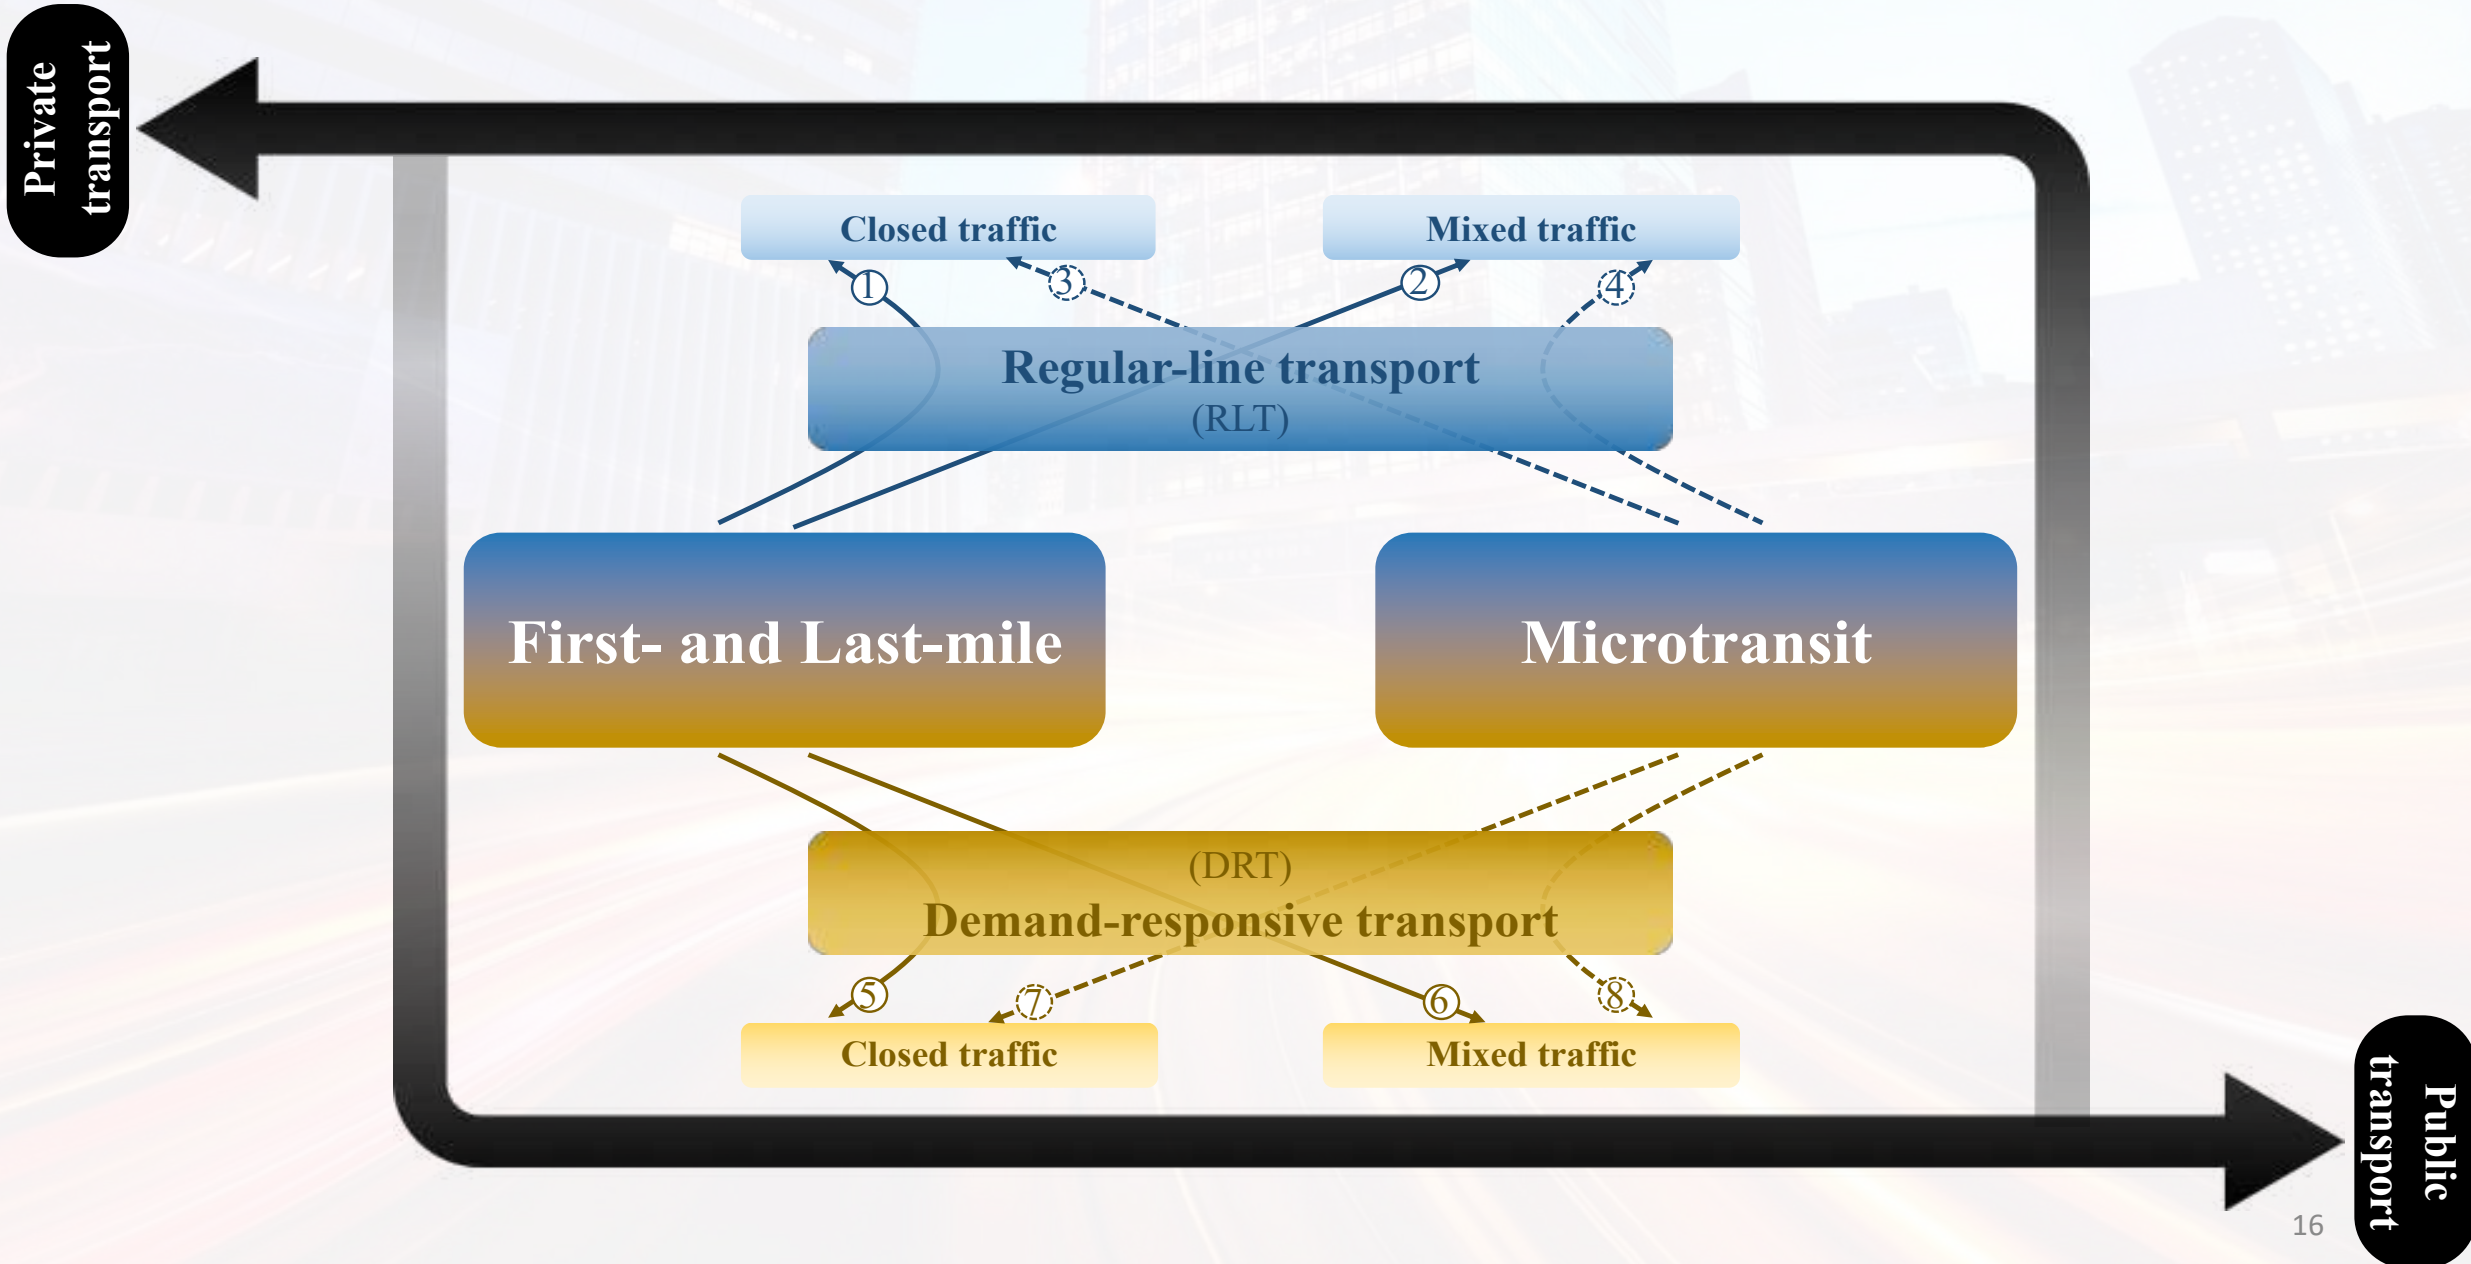 Private
transport
Closed traffic
Mixed traffic
1
3
2
4
Regular-line transport
(RLT)
First- and Last-mile
Microtransit
(DRT)
Demand-responsive transport
5
7
6
8
Closed traffic
Mixed traffic
Public
transport
16